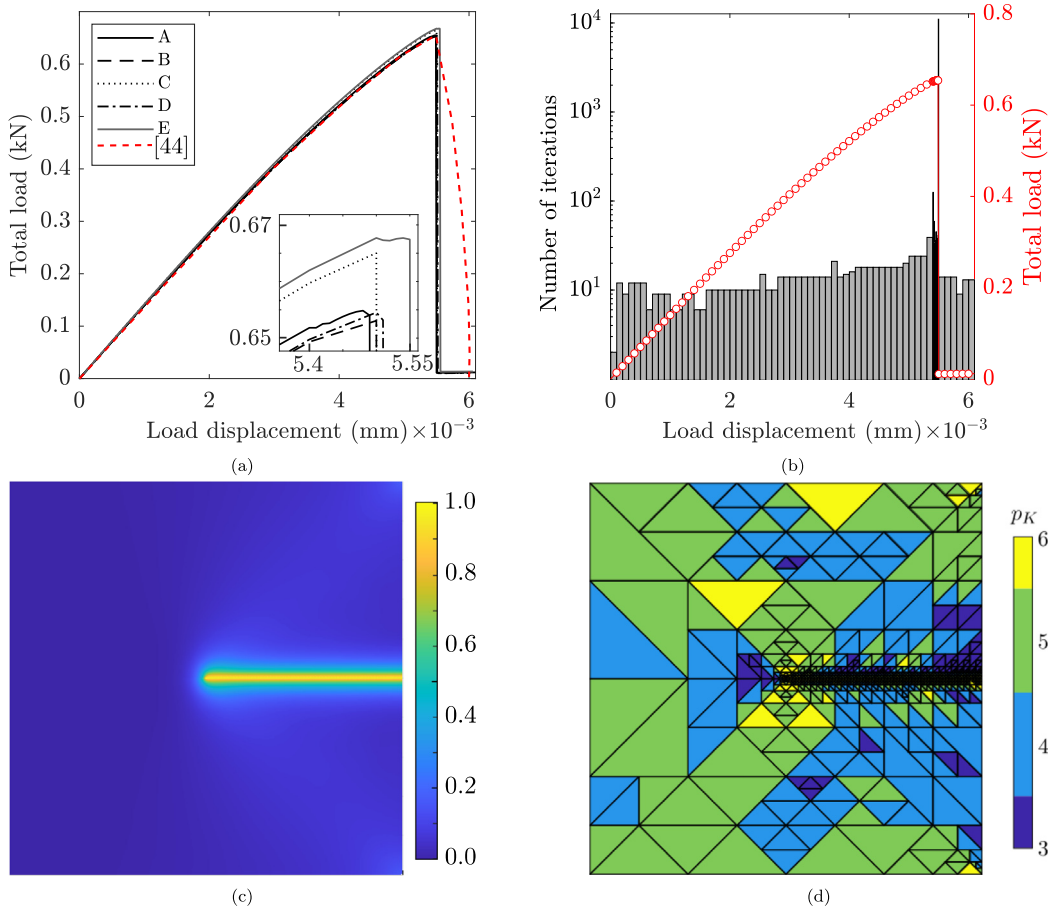 0.6
0.5
0.4
0.3
0.2
0.1
0
Total load (kN)
A
B
C
D
E
[44]
0.67
0.65
5.4
5.55
0
2
4
6
Load displacement (mm) ×10⁻³
(a)
10⁴
10³
10²
10¹
Number of iterations
0.8
0.6
0.4
0.2
0
Total load (kN)
0
2
4
6
Load displacement (mm) ×10⁻³
(b)
1.0
0.8
0.6
0.4
0.2
0.0
(c)
p_K
6
5
4
3
(d)